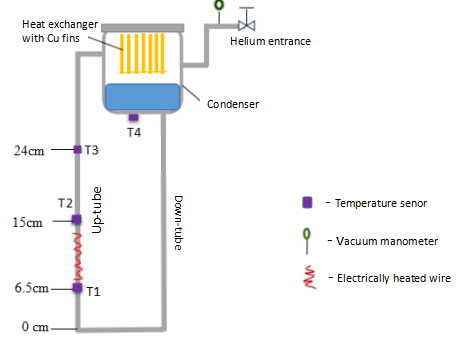 Heat exchanger
with Cu fins
Helium entrance
Condenser
T4
24cm
T3
T2
Up-tube
Down-tube
15cm
6.5cm
T1
0 cm
- Temperature senor
- Vacuum manometer
- Electrically heated wire